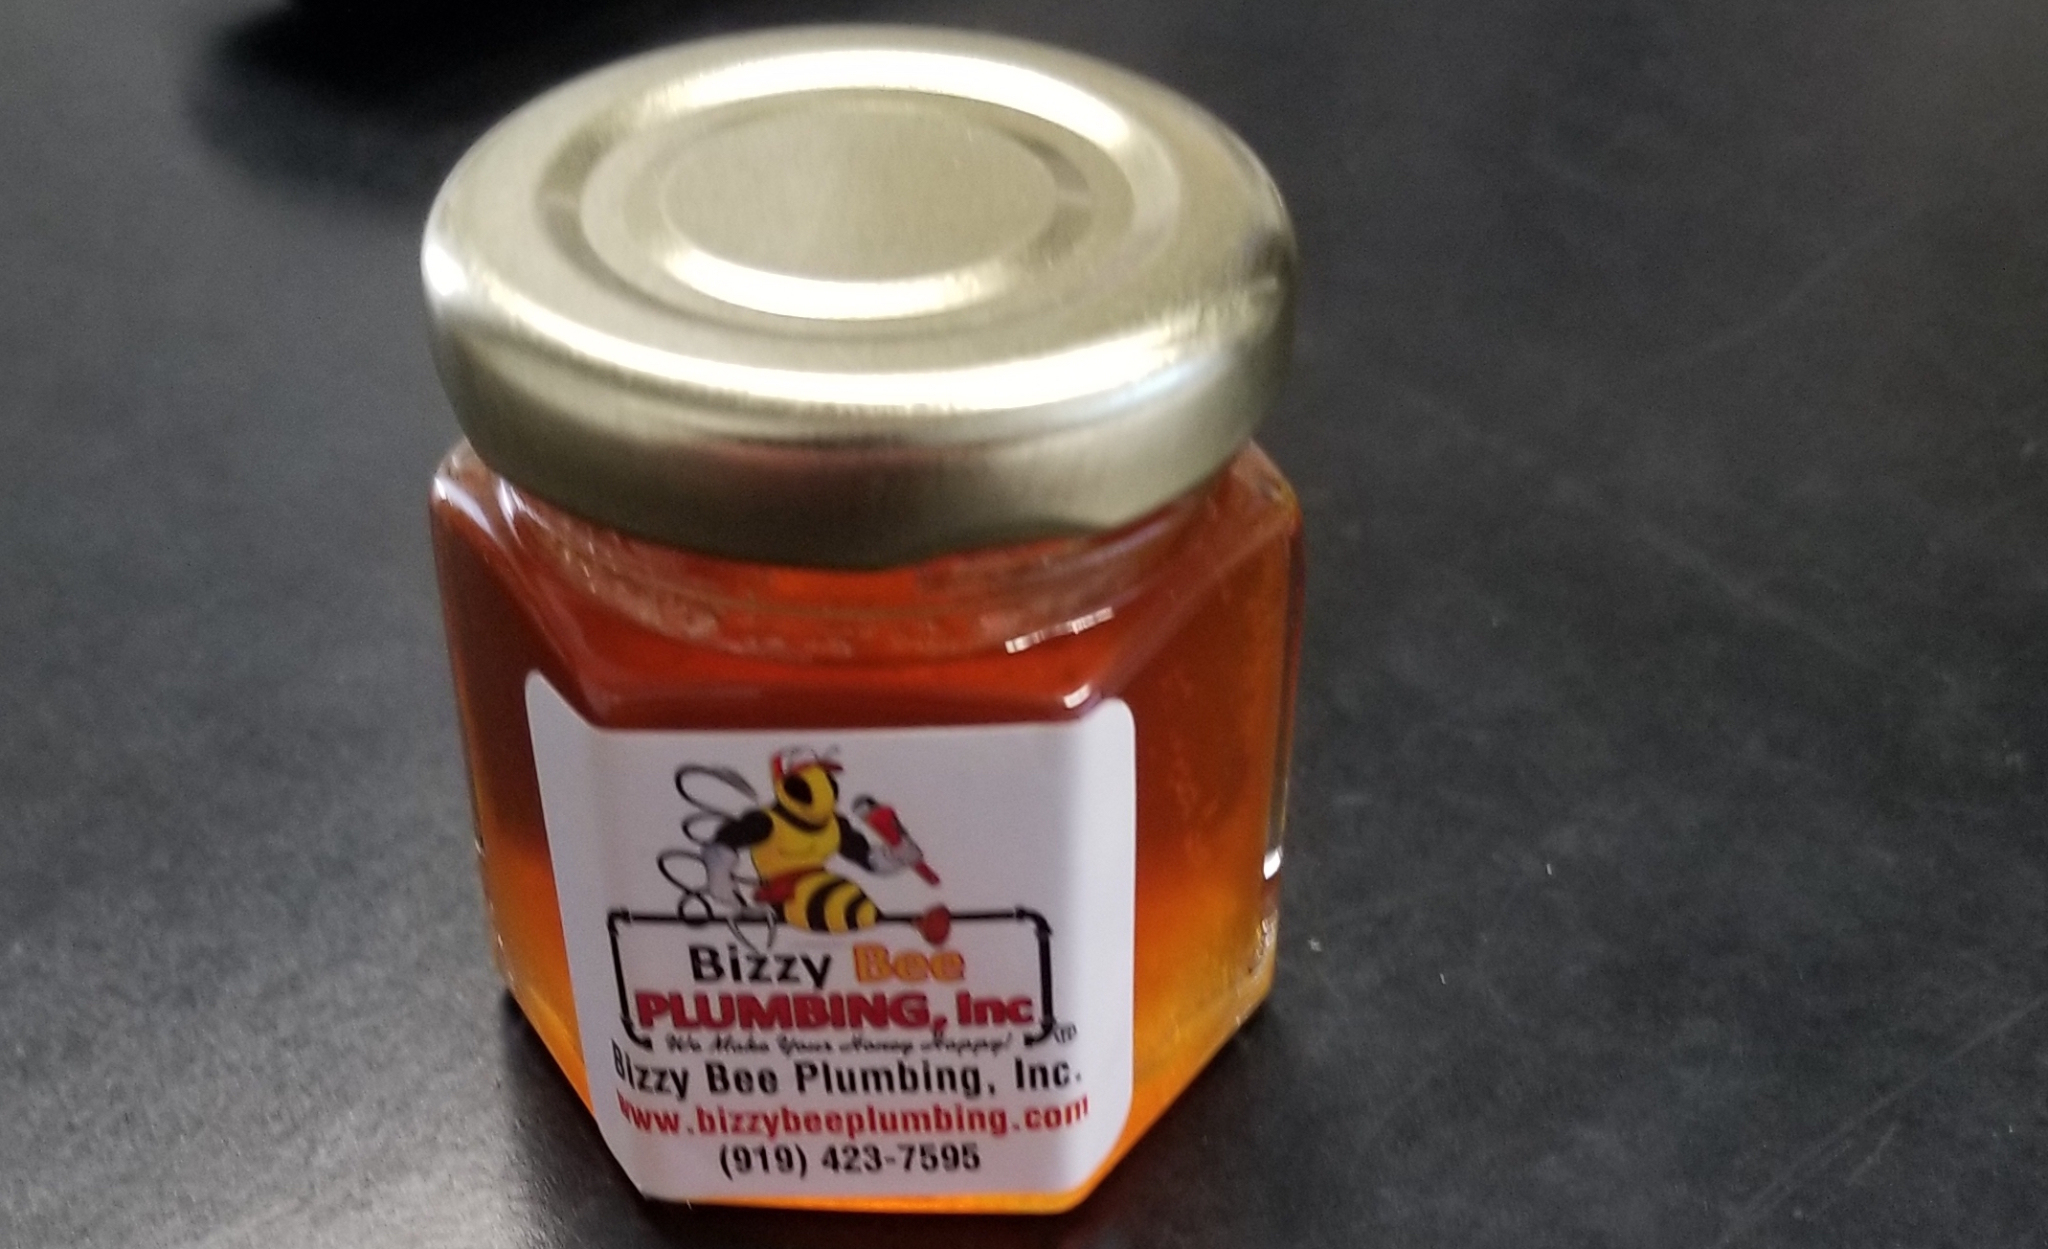 Bizzy Bee
PLUMBING, Inc
We Make Your Honey Happy!
Bizzy Bee Plumbing, Inc.
www.bizzybeeplumbing.com
(919) 423-7595